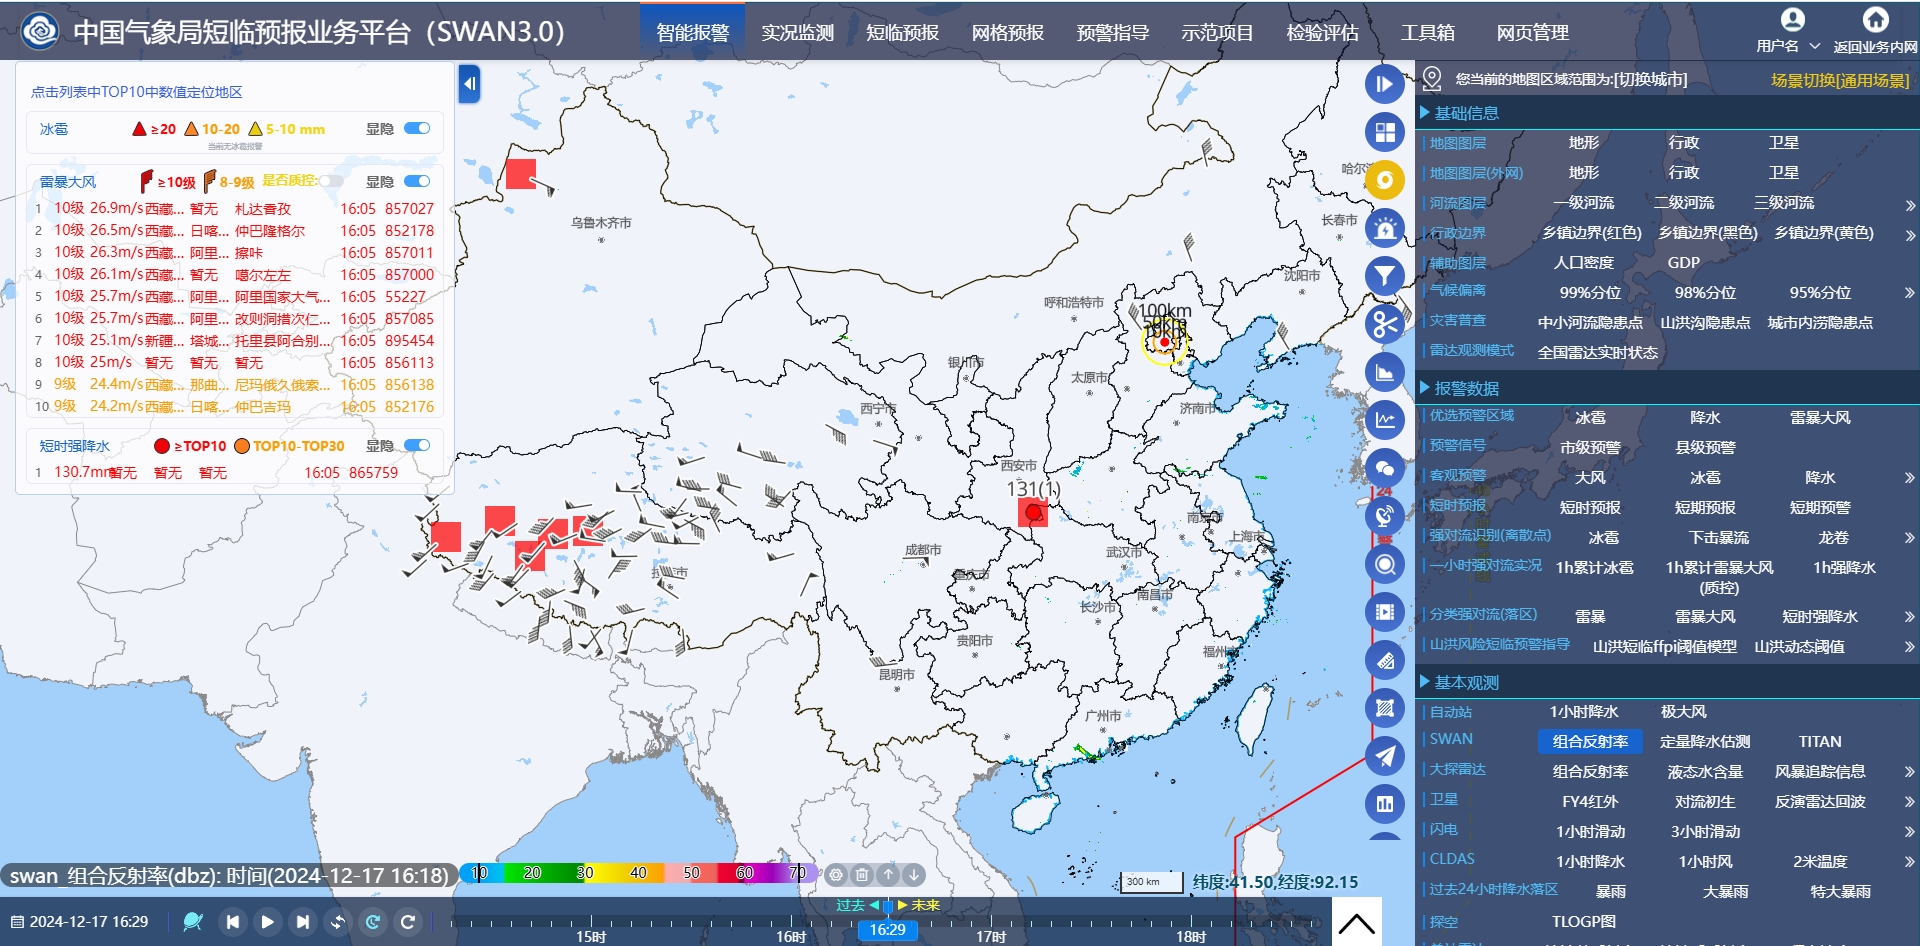 中国气象局短临预报业务平台（SWAN3.0）
智能报警 实况监测 短临预报 网格预报 预警指导 示范项目 检验评估 工具箱 网页管理
用户名 返回业务内网
点击列表中TOP10中数值定位地区
冰雹 ≥20 10-20 5-10 mm 显隐
当前无冰雹报警
雷暴大风 ≥10级 8-9级 是否质控: 显隐
1 10级 26.9m/s 西藏... 暂无 札达香孜 16:05 857027
2 10级 26.5m/s 西藏... 日喀... 仲巴隆格尔 16:05 852178
3 10级 26.3m/s 西藏... 阿里... 擦咔 16:05 857011
4 10级 26.1m/s 西藏... 暂无 噶尔左左 16:05 857000
5 10级 25.7m/s 西藏... 阿里... 阿里国家大气... 16:05 55227
6 10级 25.7m/s 西藏... 阿里... 改则洞措次仁... 16:05 857085
7 10级 25.1m/s 新疆... 塔城... 托里县阿合别... 16:05 895454
8 10级 25m/s 暂无 暂无 暂无 16:05 856113
9 9级 24.4m/s 西藏... 那曲... 尼玛俄久俄索... 16:05 856138
10 9级 24.2m/s 西藏... 日喀... 仲巴吉玛 16:05 852176
短时强降水 ≥TOP10 TOP10-TOP30 显隐
1 130.7mm 暂无 暂无 暂无 16:05 865759
乌鲁木齐市
哈尔滨
长春市
沈阳市
呼和浩特市
100km
50km
银川市
太原市
济南市
西宁市
西安市
131(1)
南京市
上海市
武汉市
成都市
重庆市
南昌市
长沙市
贵阳市
福州市
昆明市
广州市
24
您当前的地图区域范围为:[切换城市] 场景切换[通用场景]
基础信息
地图图层 地形 行政 卫星
地图图层(外网) 地形 行政 卫星
河流图层 一级河流 二级河流 三级河流
行政边界 乡镇边界(红色) 乡镇边界(黑色) 乡镇边界(黄色)
辅助图层 人口密度 GDP
气候偏离 99%分位 98%分位 95%分位
灾害普查 中小河流隐患点 山洪沟隐患点 城市内涝隐患点
雷达观测模式 全国雷达实时状态
报警数据
优选预警区域 冰雹 降水 雷暴大风
预警信号 市级预警 县级预警
客观预警 大风 冰雹 降水
短时预报 短时预报 短期预报 短期预警
强对流识别(离散点) 冰雹 下击暴流 龙卷
一小时强对流实况 1h累计冰雹 1h累计雷暴大风(质控) 1h强降水
分类强对流(落区) 雷暴 雷暴大风 短时强降水
山洪风险短临预警指导 山洪短临ffpi阈值模型 山洪动态阈值
基本观测
自动站 1小时降水 极大风
SWAN 组合反射率 定量降水估测 TITAN
大探雷达 组合反射率 液态水含量 风暴追踪信息
卫星 FY4红外 对流初生 反演雷达回波
闪电 1小时滑动 3小时滑动
CLDAS 1小时降水 1小时风 2米温度
过去24小时降水落区 暴雨 大暴雨 特大暴雨
探空 TLOGP图
swan_组合反射率(dbz): 时间(2024-12-17 16:18) 10 20 30 40 50 60 70
300 km 纬度:41.50,经度:92.15
2024-12-17 16:29
过去 未来
16:29
15时 16时 17时 18时